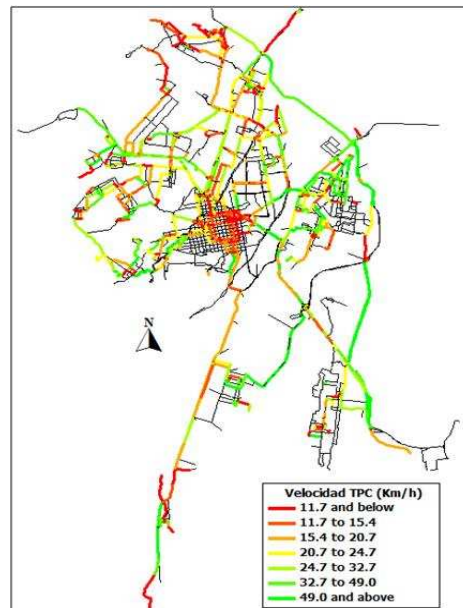 N
Velocidad TPC (Km/h)
11.7 and below
11.7 to 15.4
15.4 to 20.7
20.7 to 24.7
24.7 to 32.7
32.7 to 49.0
49.0 and above